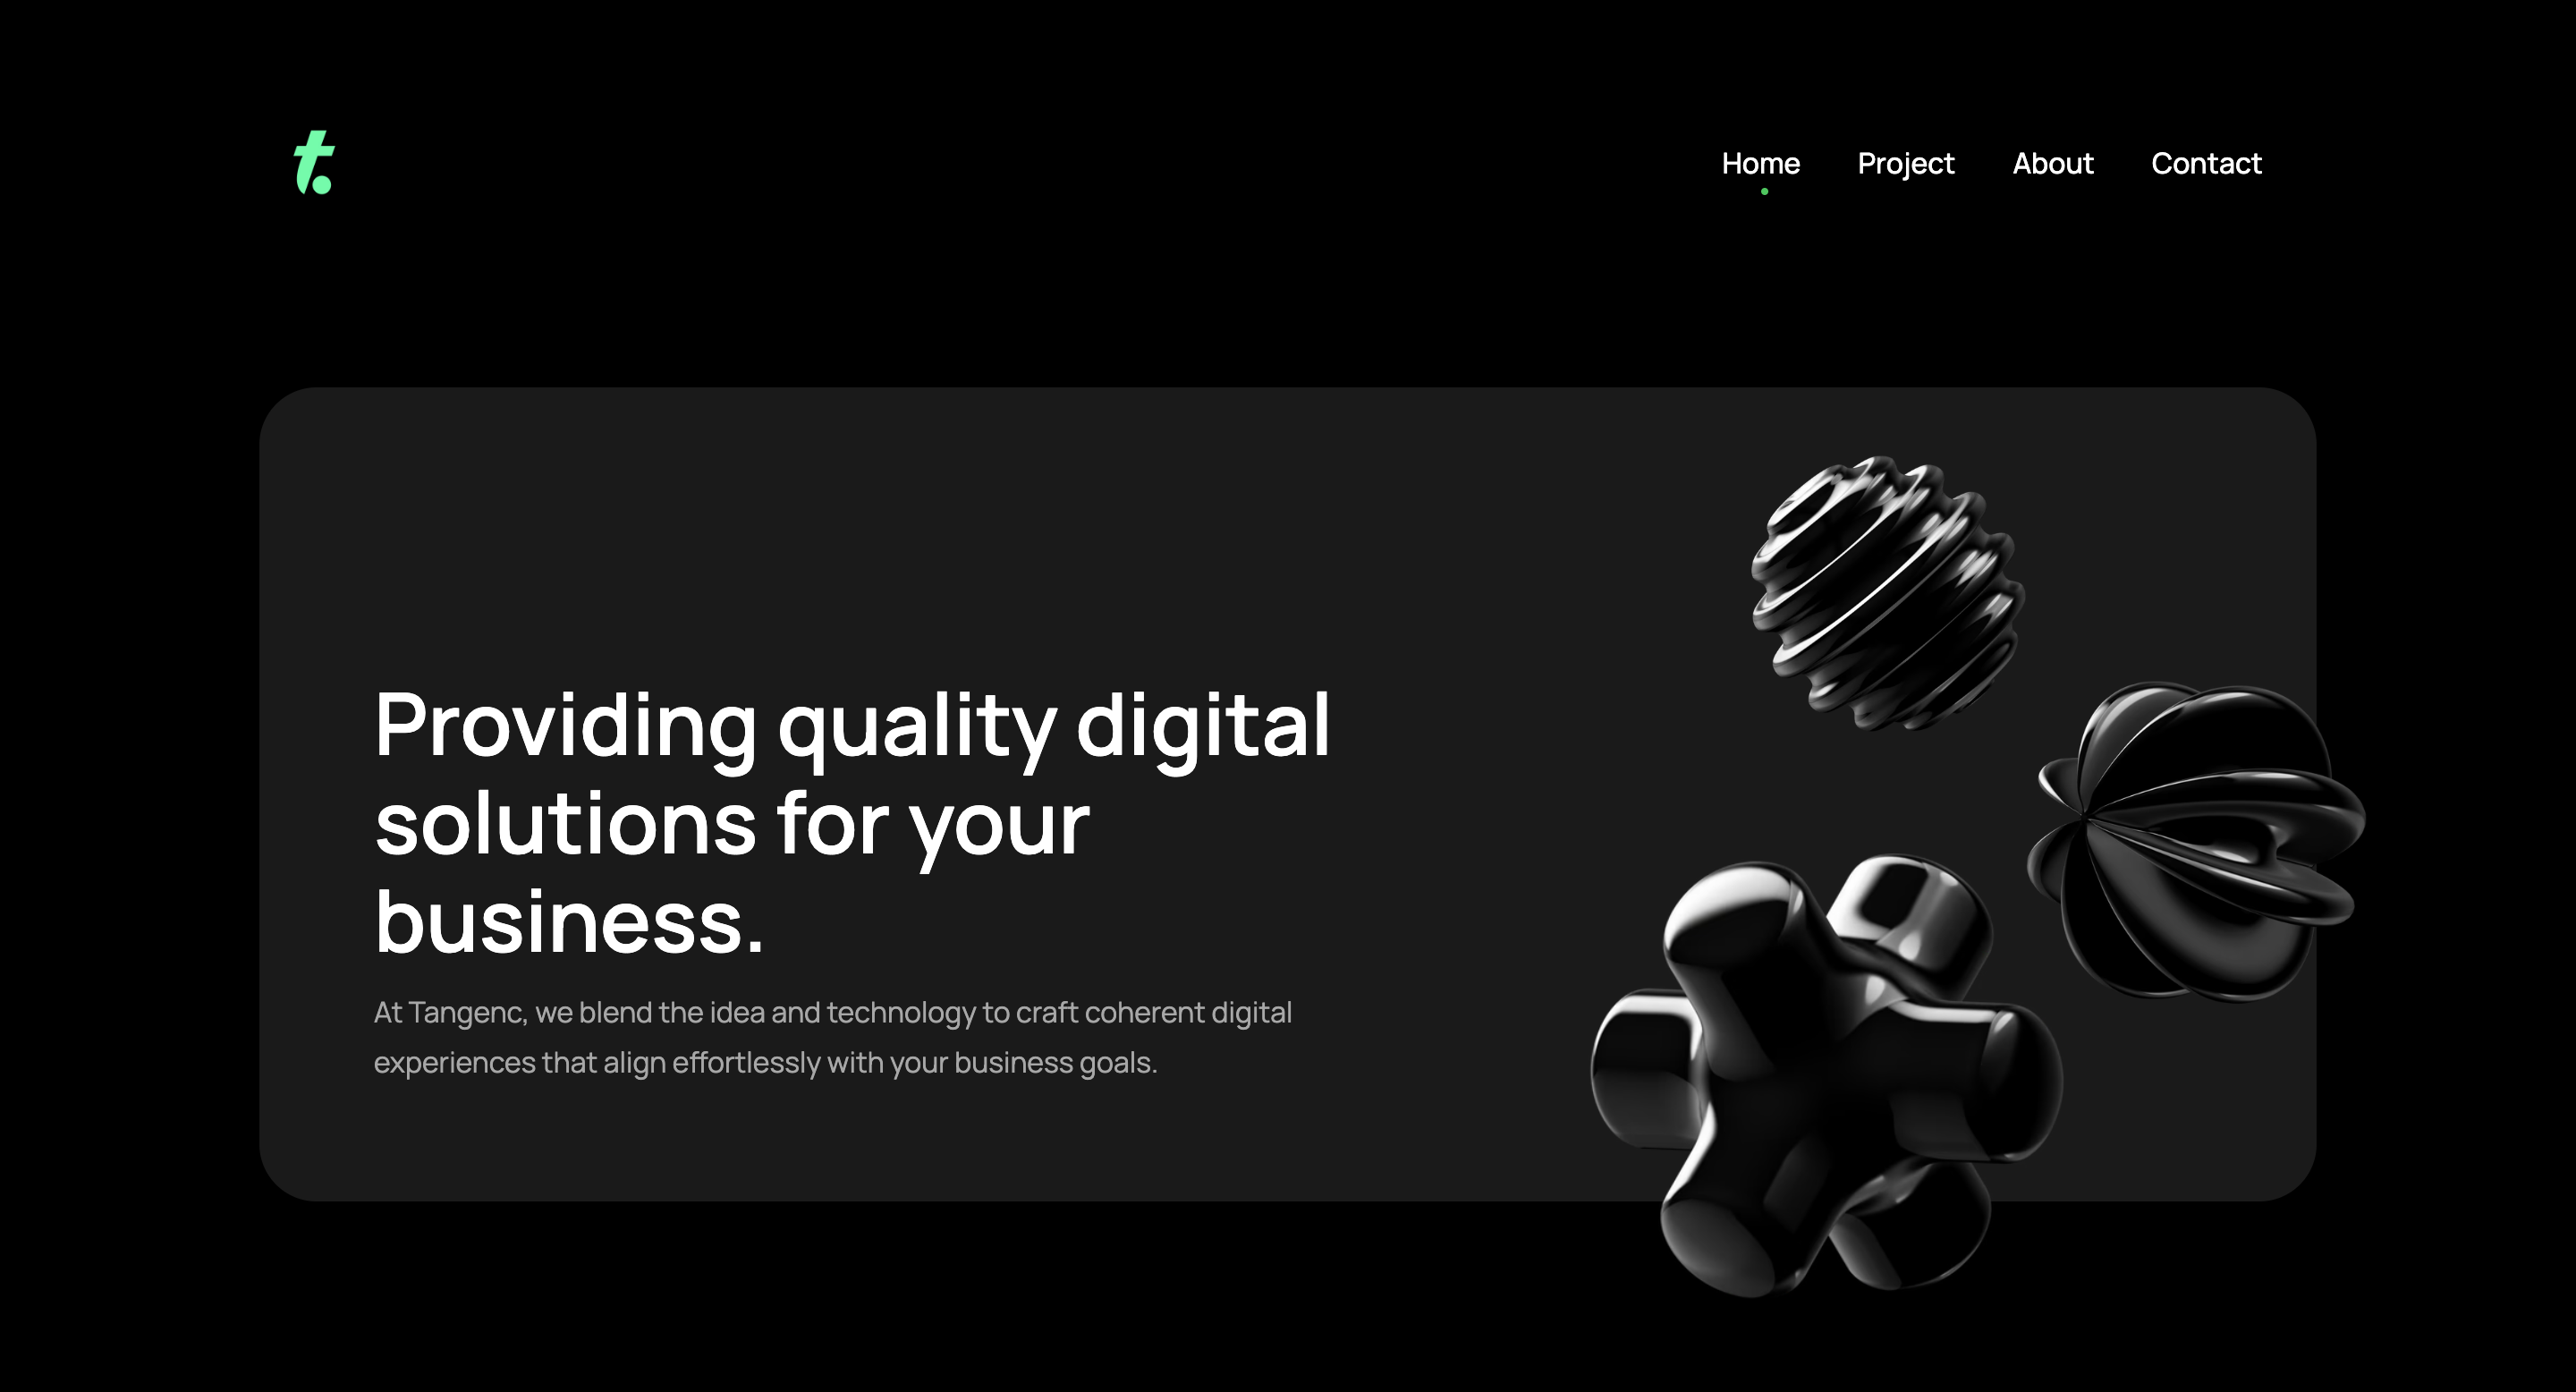 t.
Home Project About Contact
Providing quality digital
solutions for your
business.
At Tangenc, we blend the idea and technology to craft coherent digital
experiences that align effortlessly with your business goals.